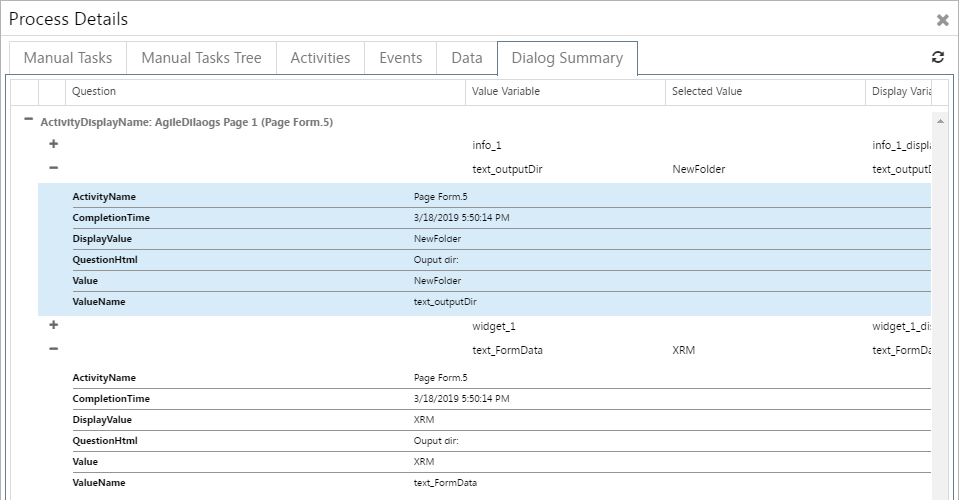 Process Details
Manual Tasks Manual Tasks Tree Activities Events Data Dialog Summary
Question Value Variable Selected Value Display Varia
ActivityDisplayName: AgileDilaogs Page 1 (Page Form.5)
info_1 info_1_displa
text_outputDir NewFolder text_outputD
ActivityName Page Form.5
CompletionTime 3/18/2019 5:50:14 PM
DisplayValue NewFolder
QuestionHtml Ouput dir:
Value NewFolder
ValueName text_outputDir
widget_1 widget_1_dis
text_FormData XRM text_FormDa
ActivityName Page Form.5
CompletionTime 3/18/2019 5:50:14 PM
DisplayValue XRM
QuestionHtml Ouput dir:
Value XRM
ValueName text_FormData